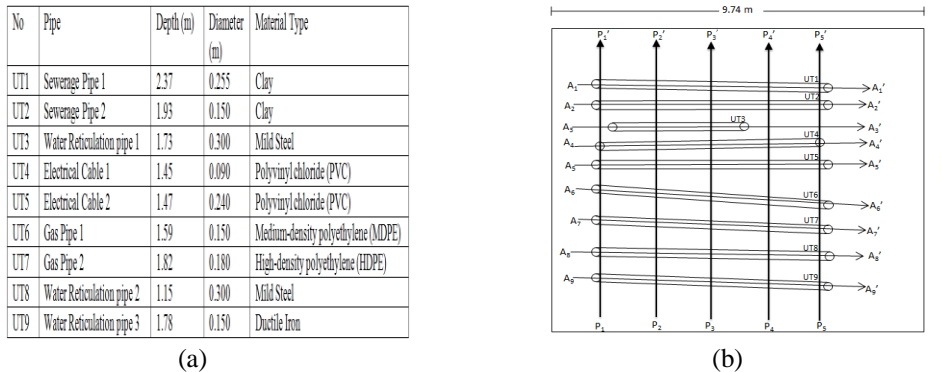 No Pipe Depth (m) Diameter (m) Material Type
UT1 Sewerage Pipe 1 2.37 0.255 Clay
UT2 Sewerage Pipe 2 1.93 0.150 Clay
UT3 Water Reticulation pipe 1 1.73 0.300 Mild Steel
UT4 Electrical Cable 1 1.45 0.090 Polyvinyl chloride (PVC)
UT5 Electrical Cable 2 1.47 0.240 Polyvinyl chloride (PVC)
UT6 Gas Pipe 1 1.59 0.150 Medium-density polyethylene (MDPE)
UT7 Gas Pipe 2 1.82 0.180 High-density polyethylene (HDPE)
UT8 Water Reticulation pipe 2 1.15 0.300 Mild Steel
UT9 Water Reticulation pipe 3 1.78 0.150 Ductile Iron
(a)
9.74 m
P₁' P₂' P₃' P₄' P₅'
A₁ UT1 A₁'
A₂ UT2 A₂'
A₅ UT3 A₃'
A₄ UT4 A₄'
A₅ UT5 A₅'
A₆ UT6 A₆'
A₇ UT7 A₇'
A₈ UT8 A₈'
A₉ UT9 A₉'
P₁ P₂ P₃ P₄ P₅
(b)